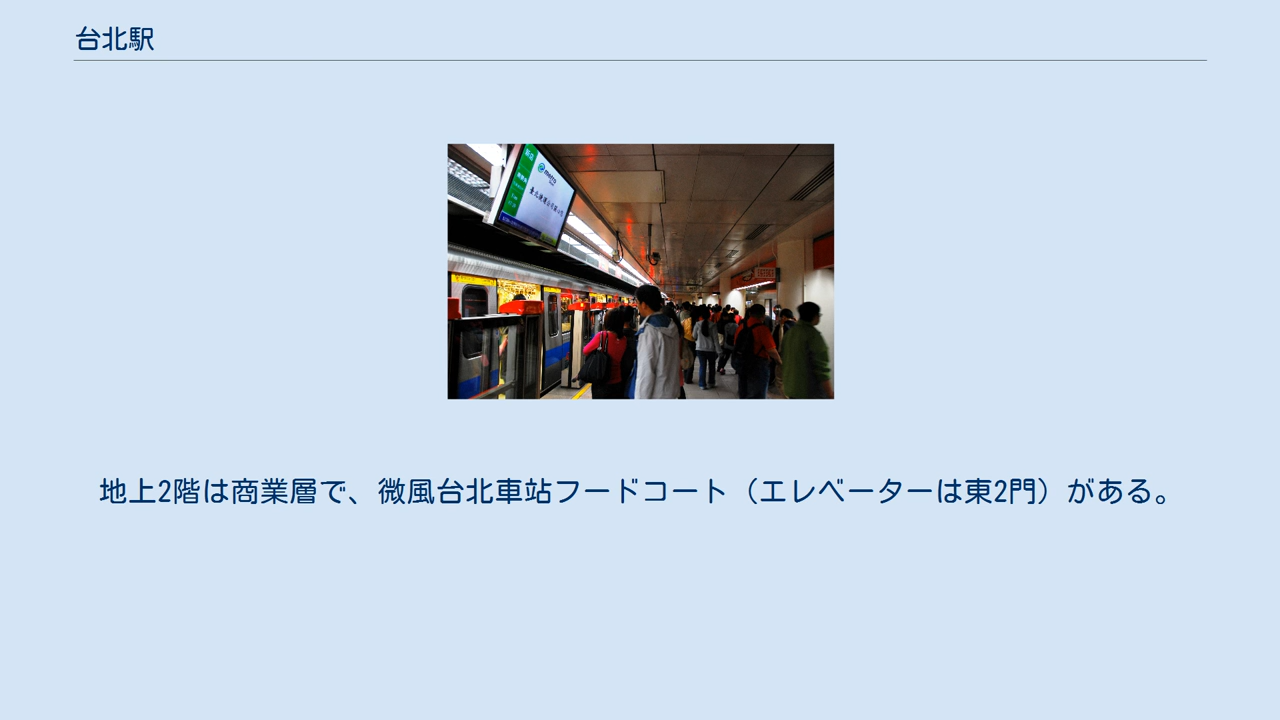 台北駅
metro
地上2階は商業層で、微風台北車站フードコート（エレベーターは東2門）がある。